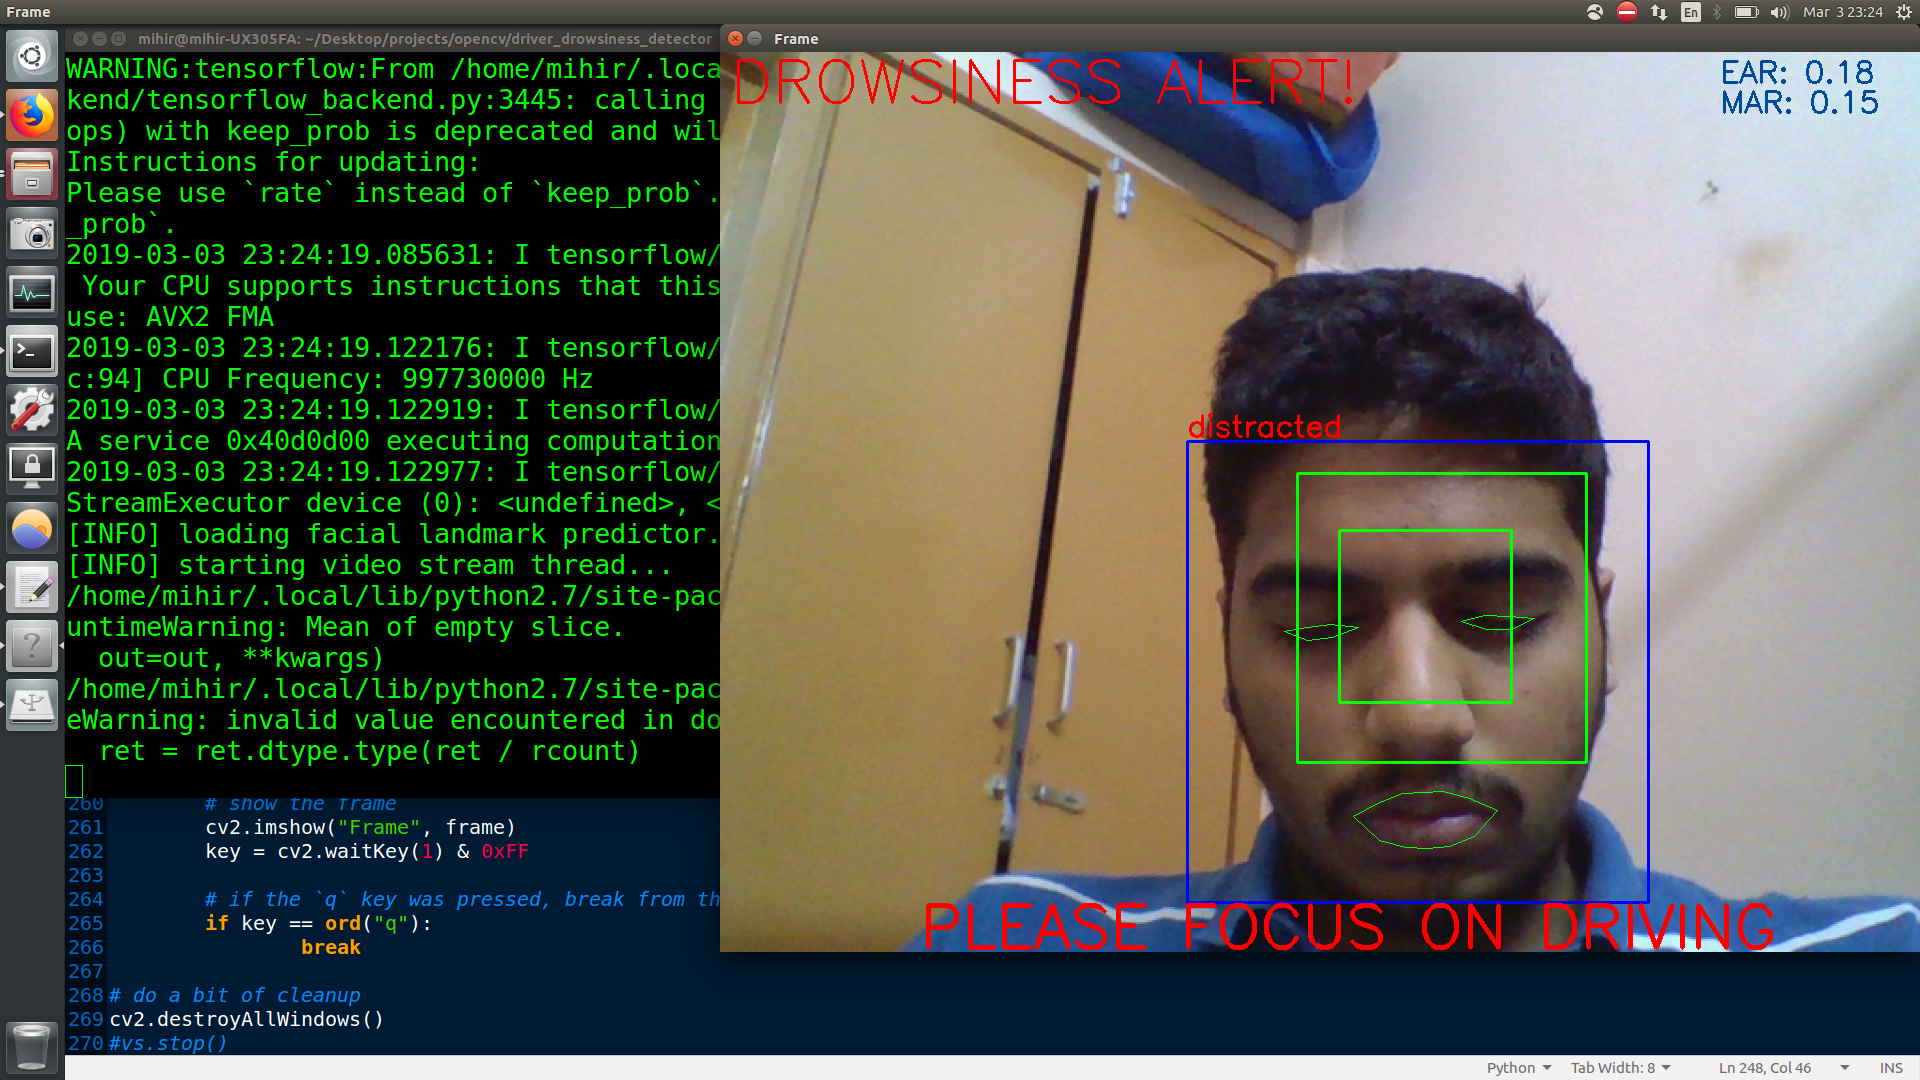 Frame
En
Mar 3 23:24
mihir@mihir-UX305FA: ~/Desktop/projects/opencv/driver_drowsiness_detector
WARNING:tensorflow:From /home/mihir/.loca
kend/tensorflow_backend.py:3445: calling
ops) with keep_prob is deprecated and wil
Instructions for updating:
Please use `rate` instead of `keep_prob`.
_prob`.
2019-03-03 23:24:19.085631: I tensorflow/
Your CPU supports instructions that this
use: AVX2 FMA
2019-03-03 23:24:19.122176: I tensorflow/
c:94] CPU Frequency: 997730000 Hz
2019-03-03 23:24:19.122919: I tensorflow/
A service 0x40d0d00 executing computation
2019-03-03 23:24:19.122977: I tensorflow/
StreamExecutor device (0): <undefined>, <
[INFO] loading facial landmark predictor.
[INFO] starting video stream thread...
/home/mihir/.local/lib/python2.7/site-pac
untimeWarning: Mean of empty slice.
out=out, **kwargs)
/home/mihir/.local/lib/python2.7/site-pac
eWarning: invalid value encountered in do
ret = ret.dtype.type(ret / rcount)
260 # show the frame
261 cv2.imshow("Frame", frame)
262 key = cv2.waitKey(1) & 0xFF
263
264 # if the `q` key was pressed, break from th
265 if key == ord("q"):
266 break
267
268 # do a bit of cleanup
269 cv2.destroyAllWindows()
270 #vs.stop()
Frame
DROWSINESS ALERT!
EAR: 0.18
MAR: 0.15
distracted
PLEASE FOCUS ON DRIVING
Python
Tab Width: 8
Ln 248, Col 46
INS